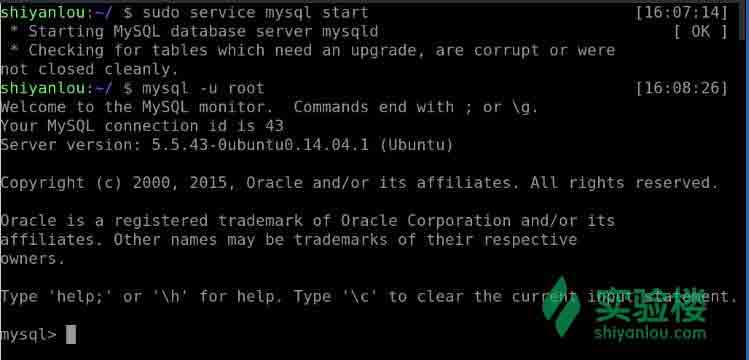 shiyanlou:~/ $ sudo service mysql start [16:07:14]
* Starting MySQL database server mysqld [ OK ]
* Checking for tables which need an upgrade, are corrupt or were
not closed cleanly.
shiyanlou:~/ $ mysql -u root [16:08:26]
Welcome to the MySQL monitor.  Commands end with ; or \g.
Your MySQL connection id is 43
Server version: 5.5.43-0ubuntu0.14.04.1 (Ubuntu)
Copyright (c) 2000, 2015, Oracle and/or its affiliates. All rights reserved.
Oracle is a registered trademark of Oracle Corporation and/or its
affiliates. Other names may be trademarks of their respective
owners.
Type 'help;' or '\h' for help. Type '\c' to clear the current input statement.
mysql>
实验楼
shiyanlou.com